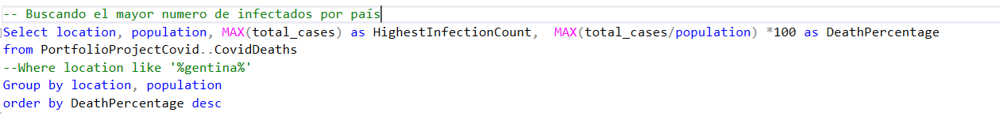 -- Buscando el mayor numero de infectados por país
Select location, population, MAX(total_cases) as HighestInfectionCount,  MAX(total_cases/population) *100 as DeathPercentage
from PortfolioProjectCovid..CovidDeaths
--Where location like '%gentina%'
Group by location, population
order by DeathPercentage desc